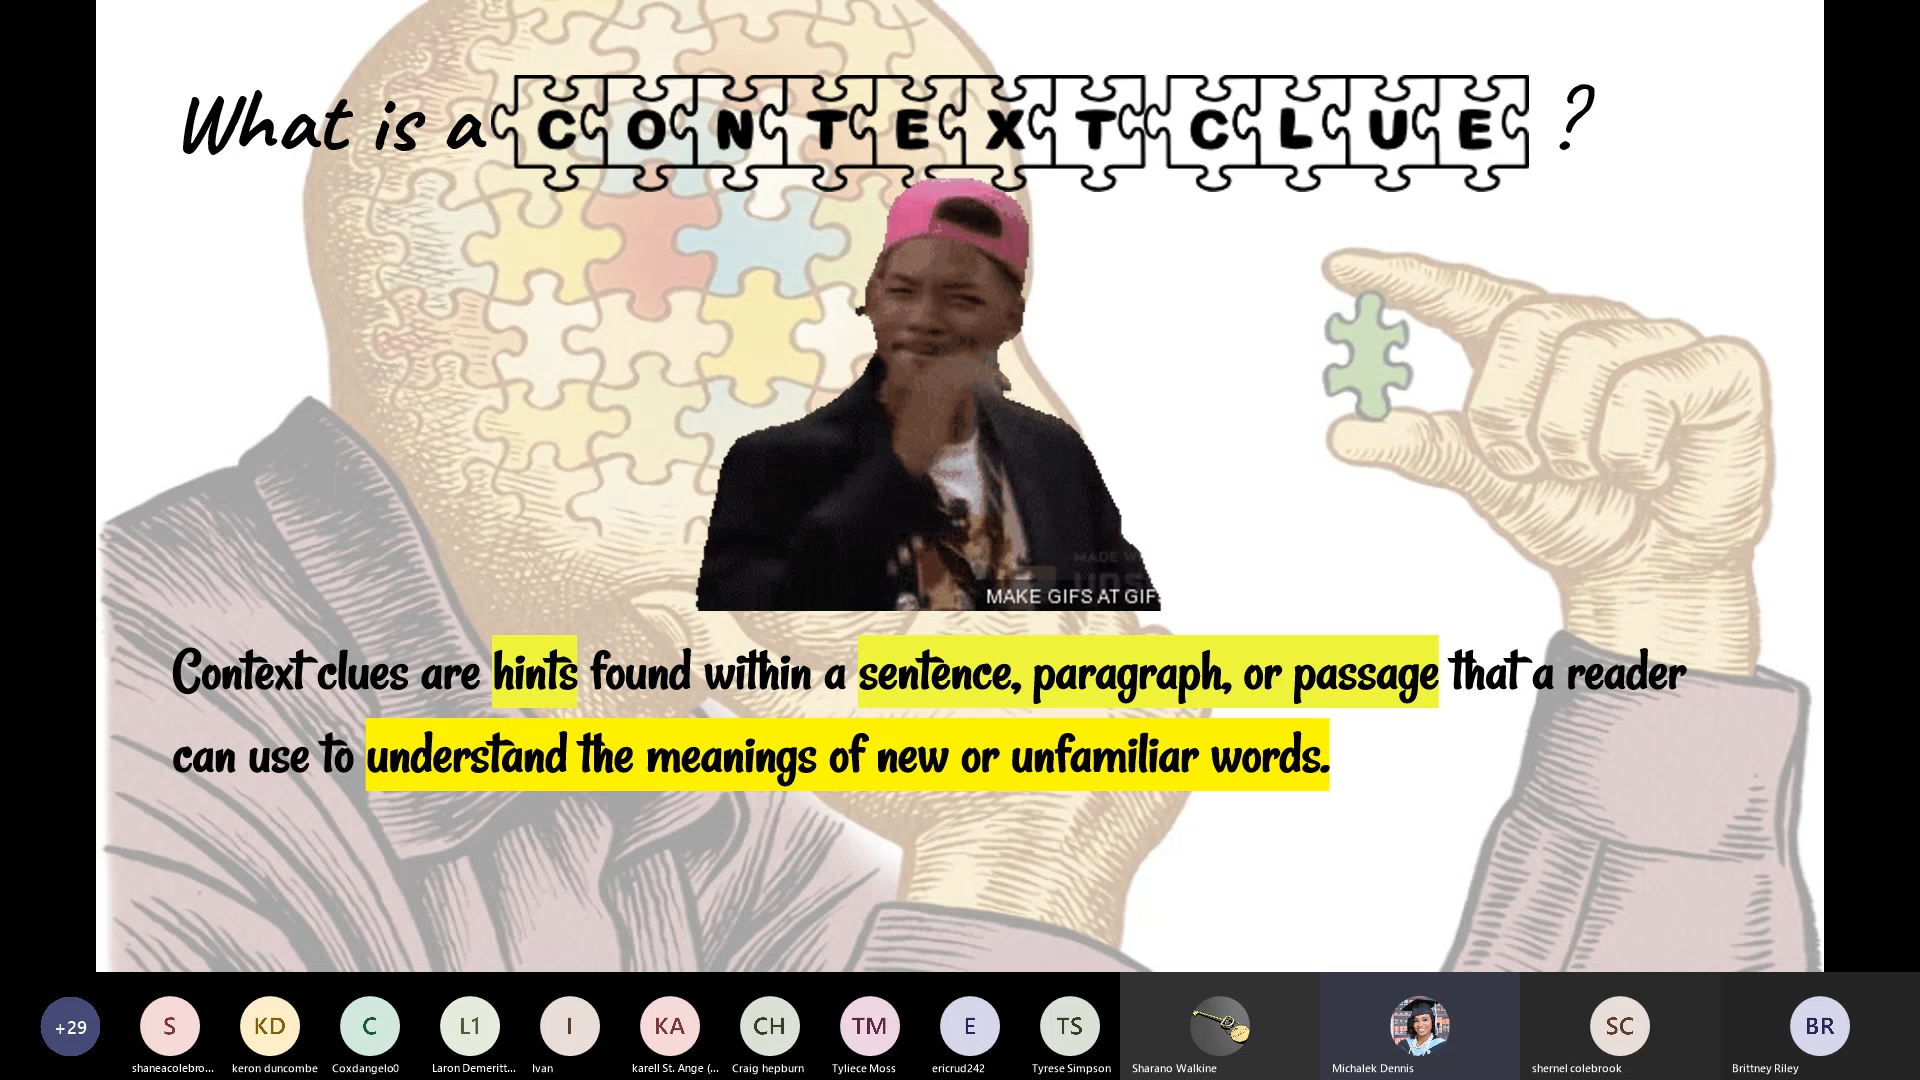 What is a CONTEXT CLUE ?
MAKE GIFS AT GIF
Context clues are hints found within a sentence, paragraph, or passage that a reader
can use to understand the meanings of new or unfamiliar words.
+29
S
KD
C
L1
I
KA
CH
TM
E
TS
SC
BR
shaneacolebro...
keron duncombe
Coxdangelo0
Laron Demeritt...
Ivan
karell St. Ange (...
Craig hepburn
Tyliece Moss
ericrud242
Tyrese Simpson
Sharano Walkine
Michalek Dennis
shernel colebrook
Brittney Riley